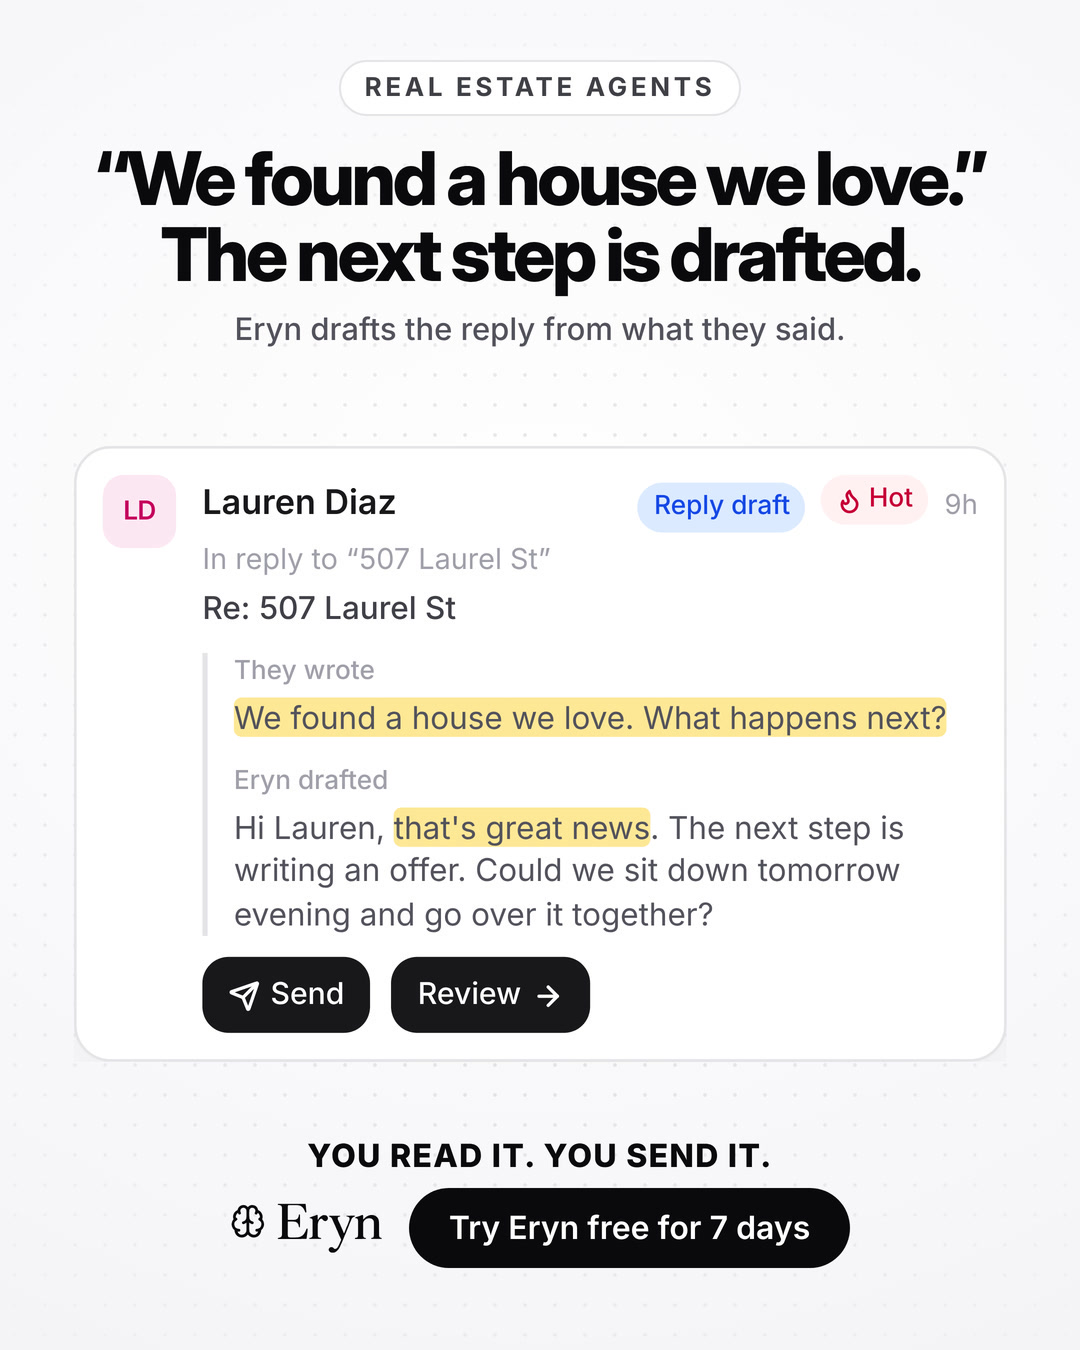 REAL ESTATE AGENTS
“We found a house we love.”
The next step is drafted.
Eryn drafts the reply from what they said.
LD
Lauren Diaz
Reply draft
Hot
9h
In reply to “507 Laurel St”
Re: 507 Laurel St
They wrote
We found a house we love. What happens next?
Eryn drafted
Hi Lauren, that's great news. The next step is
writing an offer. Could we sit down tomorrow
evening and go over it together?
Send
Review →
YOU READ IT. YOU SEND IT.
Eryn
Try Eryn free for 7 days